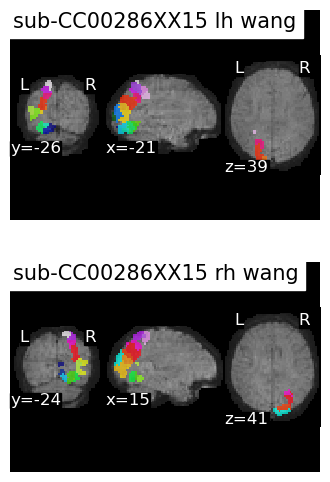 sub-CC00286XX15 lh wang
L R
L R
y=-26
x=-21
z=39
sub-CC00286XX15 rh wang
L R
L R
y=-24
x=15
z=41